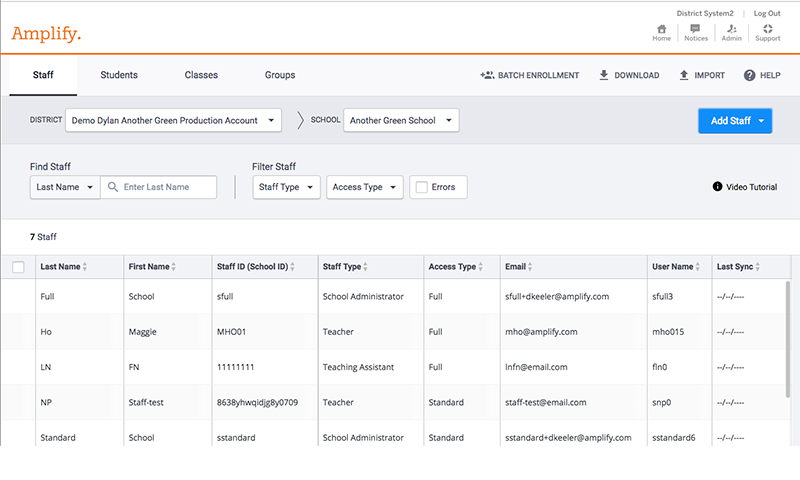 District System2 | Log Out
Amplify.
Home Notices Admin Support
Staff Students Classes Groups BATCH ENROLLMENT DOWNLOAD IMPORT HELP
DISTRICT Demo Dylan Another Green Production Account SCHOOL Another Green School Add Staff
Find Staff Filter Staff
Last Name Enter Last Name Staff Type Access Type Errors Video Tutorial
7 Staff
Last Name First Name Staff ID (School ID) Staff Type Access Type Email User Name Last Sync
Full School sfull School Administrator Full sfull+dkeeler@amplify.com sfull3 --/--/----
Ho Maggie MHO01 Teacher Full mho@amplify.com mho015 --/--/----
LN FN 11111111 Teaching Assistant Full lnfn@email.com fln0 --/--/----
NP Staff-test 8638yhwqidjg8y0709 Teacher Standard staff-test@email.com snp0 --/--/----
Standard School sstandard School Administrator Standard sstandard+dkeeler@amplify.com sstandard6 --/--/----